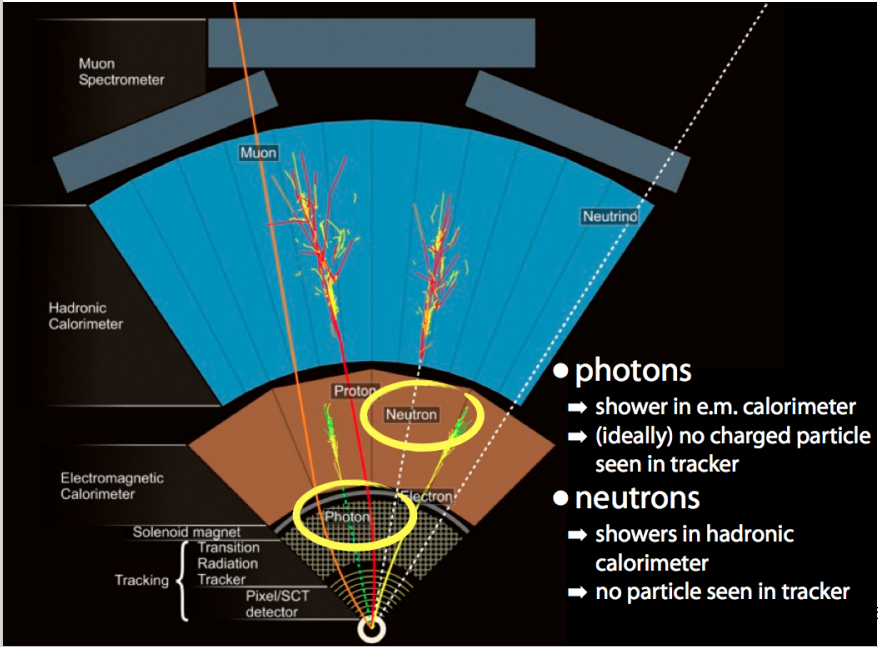 Muon
Spectrometer
Muon
Neutrino
Hadronic
Calorimeter
Proton
Neutron
Electromagnetic
Calorimeter
Electron
Photon
Solenoid magnet
Tracking
Transition
Radiation
Tracker
Pixel/SCT
detector
● photons
➡ shower in e.m. calorimeter
➡ (ideally) no charged particle
seen in tracker
● neutrons
➡ showers in hadronic
calorimeter
➡ no particle seen in tracker